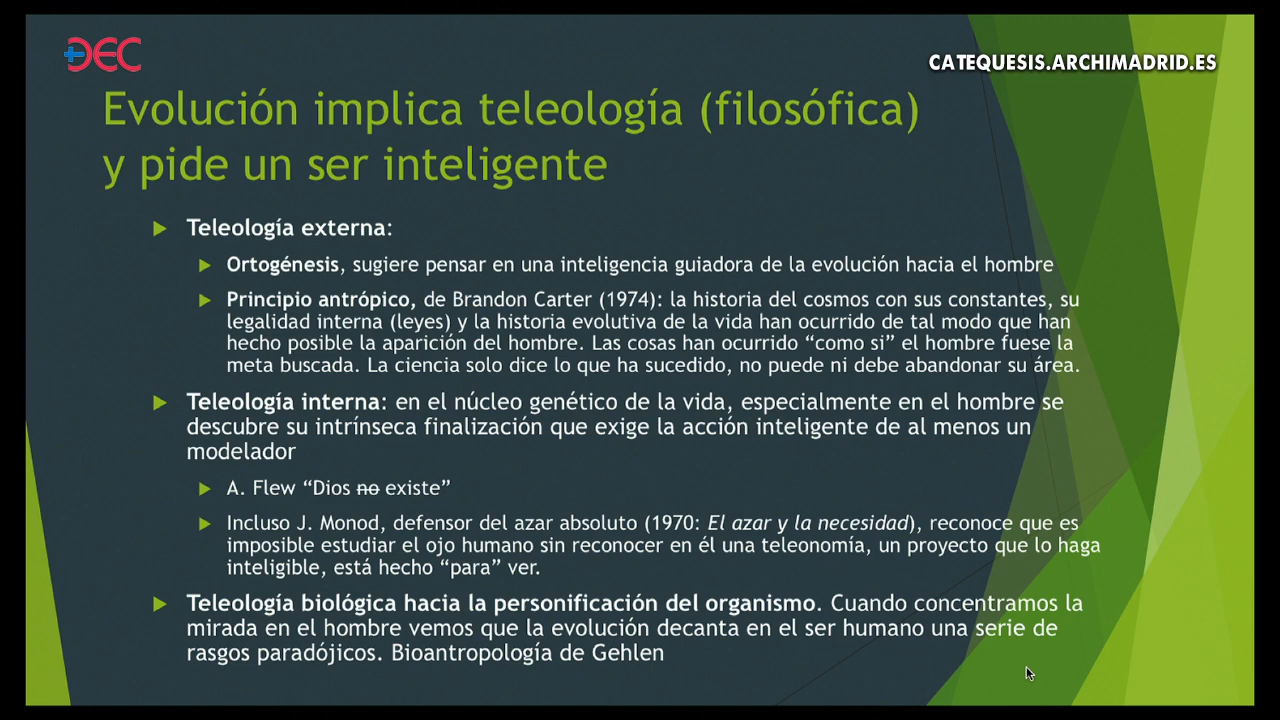 DEC
CATEQUESIS.ARCHIMADRID.ES
Evolución implica teleología (filosófica)
y pide un ser inteligente
Teleología externa:
Ortogénesis, sugiere pensar en una inteligencia guiadora de la evolución hacia el hombre
Principio antrópico, de Brandon Carter (1974): la historia del cosmos con sus constantes, su
legalidad interna (leyes) y la historia evolutiva de la vida han ocurrido de tal modo que han
hecho posible la aparición del hombre. Las cosas han ocurrido “como si” el hombre fuese la
meta buscada. La ciencia solo dice lo que ha sucedido, no puede ni debe abandonar su área.
Teleología interna: en el núcleo genético de la vida, especialmente en el hombre se
descubre su intrínseca finalización que exige la acción inteligente de al menos un
modelador
A. Flew “Dios no existe”
Incluso J. Monod, defensor del azar absoluto (1970: El azar y la necesidad), reconoce que es
imposible estudiar el ojo humano sin reconocer en él una teleonomía, un proyecto que lo haga
inteligible, está hecho “para” ver.
Teleología biológica hacia la personificación del organismo. Cuando concentramos la
mirada en el hombre vemos que la evolución decanta en el ser humano una serie de
rasgos paradójicos. Bioantropología de Gehlen